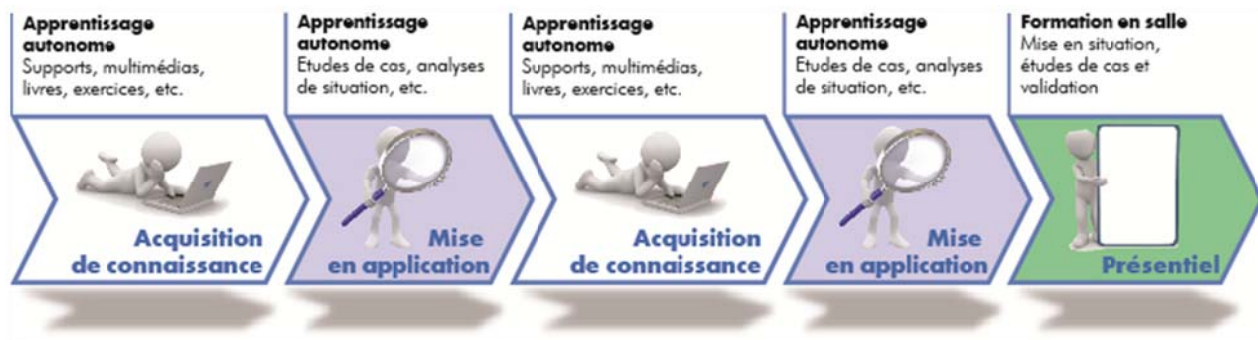 Apprentissage
autonome
Supports, multimédias,
livres, exercices, etc.
Acquisition
de connaissance
Apprentissage
autonome
Etudes de cas, analyses
de situation, etc.
Mise
en application
Apprentissage
autonome
Supports, multimédias,
livres, exercices, etc.
Acquisition
de connaissance
Apprentissage
autonome
Etudes de cas, analyses
de situation, etc.
Mise
en application
Formation en salle
Mise en situation,
études de cas et
validation
Présentiel